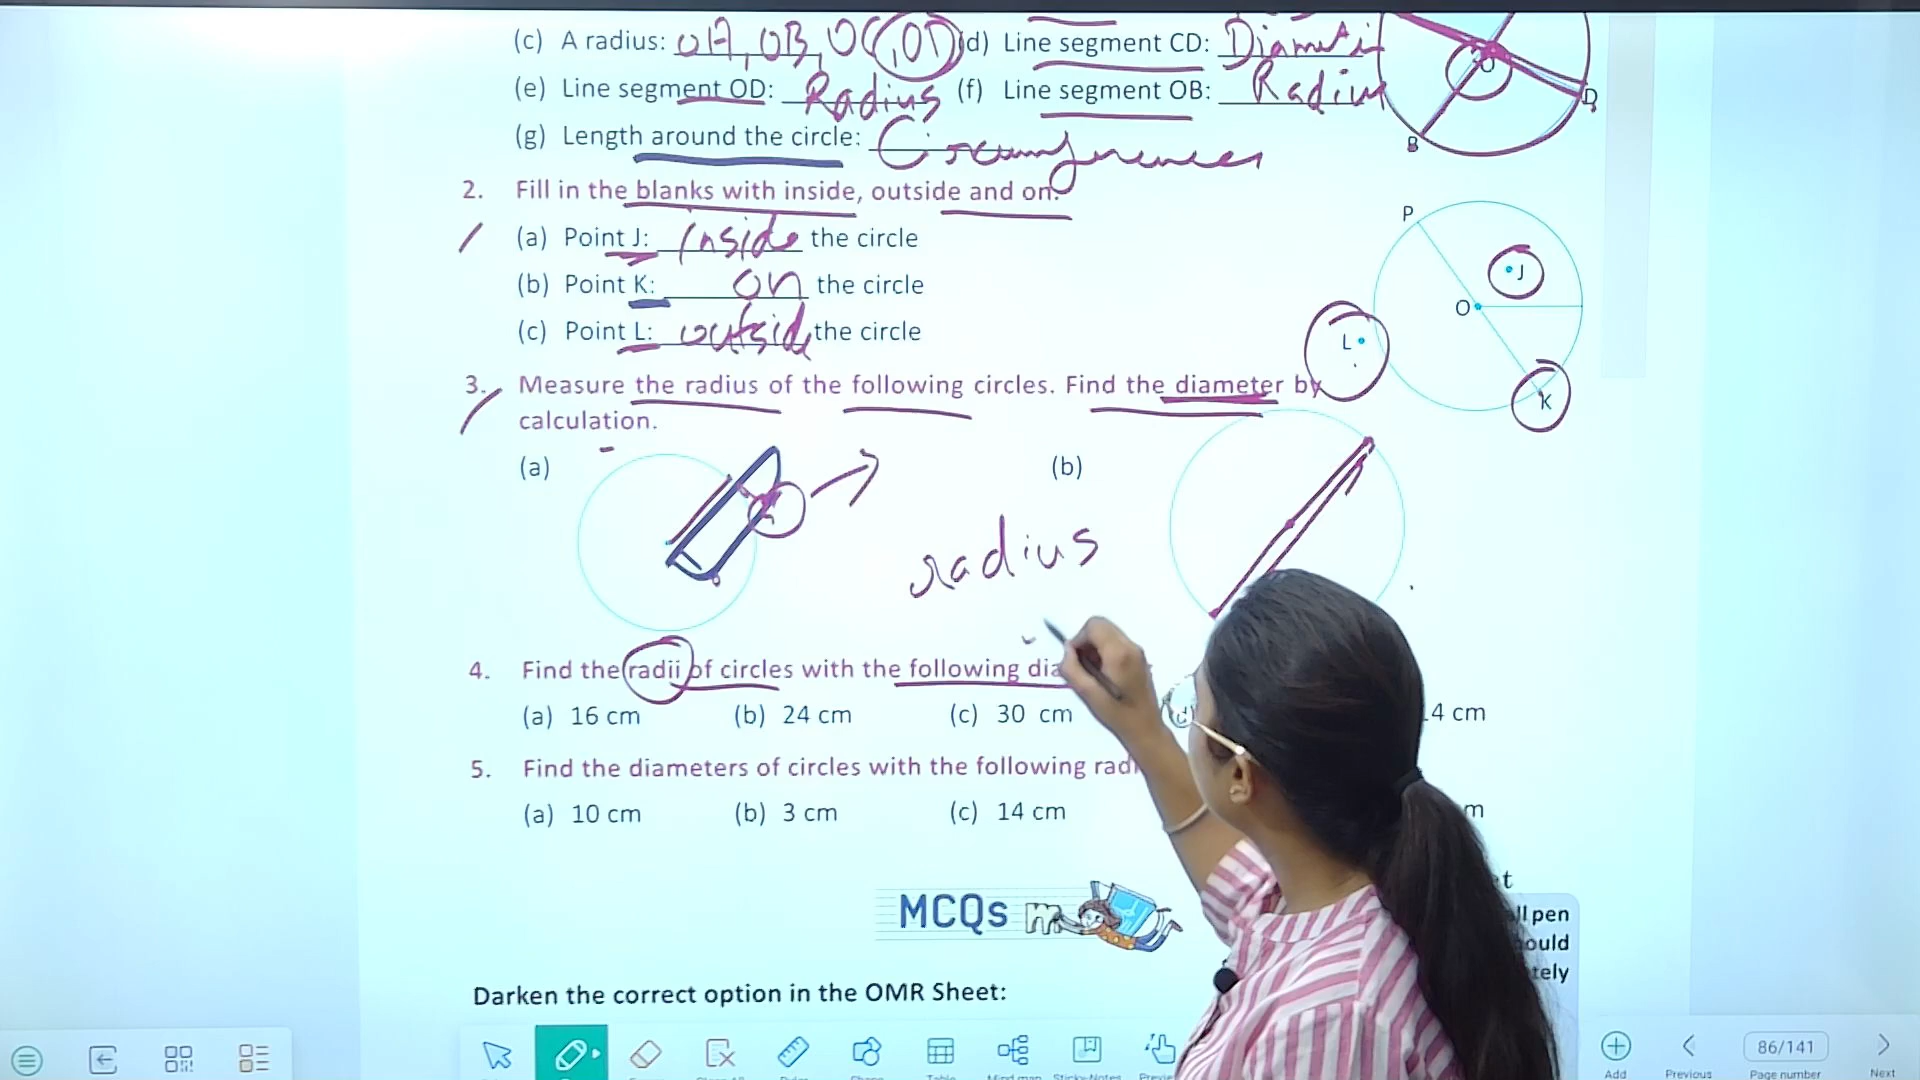 (c) A radius: OA, OB, OC, OD (d) Line segment CD:
(e) Line segment OD: Radius (f) Line segment OB: Radius
(g) Length around the circle:
D
B
2. Fill in the blanks with inside, outside and on.
(a) Point J: inside the circle
(b) Point K: on the circle
(c) Point L: outside the circle
P
J
O
L
K
3. Measure the radius of the following circles. Find the diameter by
calculation.
(a) (b)
radius
4. Find the radii of circles with the following dia
(a) 16 cm (b) 24 cm (c) 30 cm (d) 4 cm
5. Find the diameters of circles with the following rad
(a) 10 cm (b) 3 cm (c) 14 cm m
MCQs
ll pen
hould
tely
Darken the correct option in the OMR Sheet:
Add Previous 86/141 Page number Next